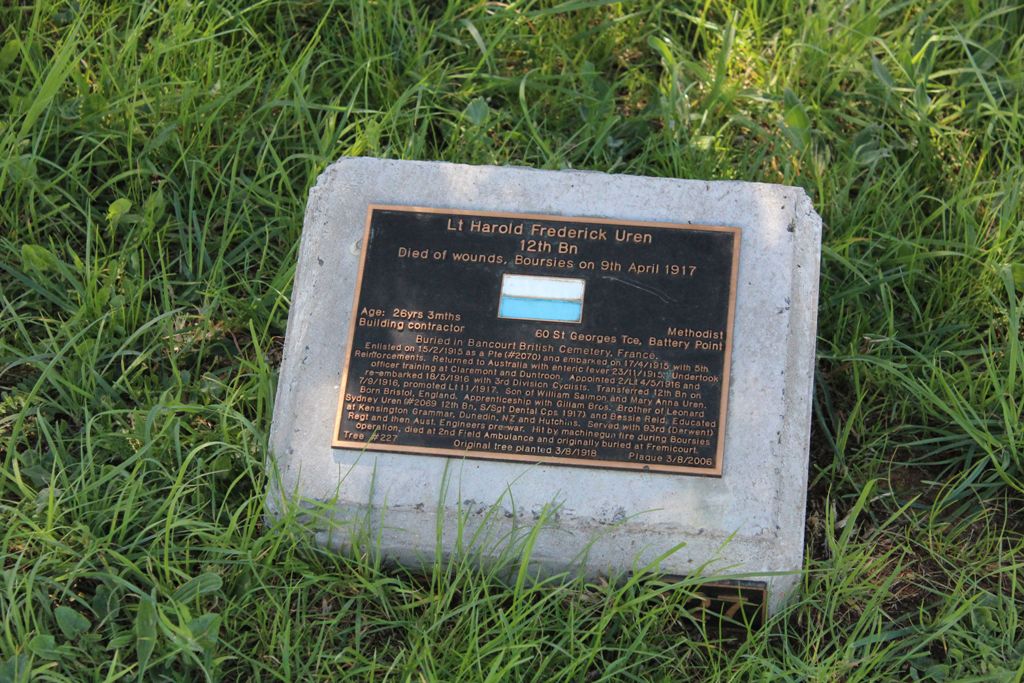 Lt Harold Frederick Uren
12th Bn
Died of wounds, Boursies on 9th April 1917
Age: 26yrs 3mths Methodist
Building contractor 60 St Georges Tce, Battery Point
Buried in Bancourt British Cemetery, France.
Enlisted on 15/2/1915 as a Pte (#2070) and embarked on 17/4/1915 with 5th
Reinforcements. Returned to Australia with enteric fever 23/11/1915. Undertook
officer training at Claremont and Duntroon. Appointed 2/Lt 4/5/1916 and
re-embarked 18/5/1916 with 3rd Division Cyclists. Transferred 12th Bn on
7/9/1916, promoted Lt 11/1917. Son of William Salmon and Mary Anna Uren.
Born Bristol, England. Apprenticeship with Gillam Bros. Brother of Leonard
Sydney Uren (#2069 12th Bn, S/Sgt Dental Cps 1917) and Bessie Reid. Educated
at Kensington Grammar, Dunedin, NZ and Hutchins. Served with 93rd (Derwent)
Regt and then Aust. Engineers pre-war. Hit by machinegun fire during Boursies
operation, died at 2nd Field Ambulance and originally buried at Fremicourt.
Tree #227 Original tree planted 3/8/1918 Plaque 3/8/2006